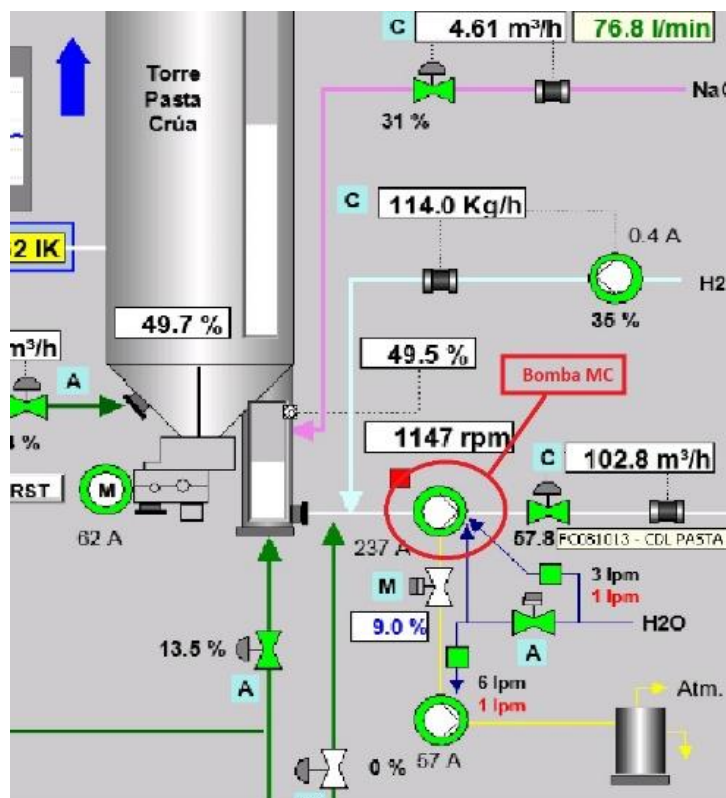 C
4.61 m³/h
76.8 l/min
Torre
Pasta
Crúa
31 %
C
114.0 Kg/h
0.4 A
2 IK
35 %
49.7 %
m³/h
A
49.5 %
Bomba MC
1147 rpm
C
102.8 m³/h
RST
M
62 A
237 A
57.8
FC081013 - CDL PASTA
M
3 lpm
1 lpm
9.0 %
H2O
13.5 %
A
A
6 lpm
1 lpm
Atm.
57 A
0 %